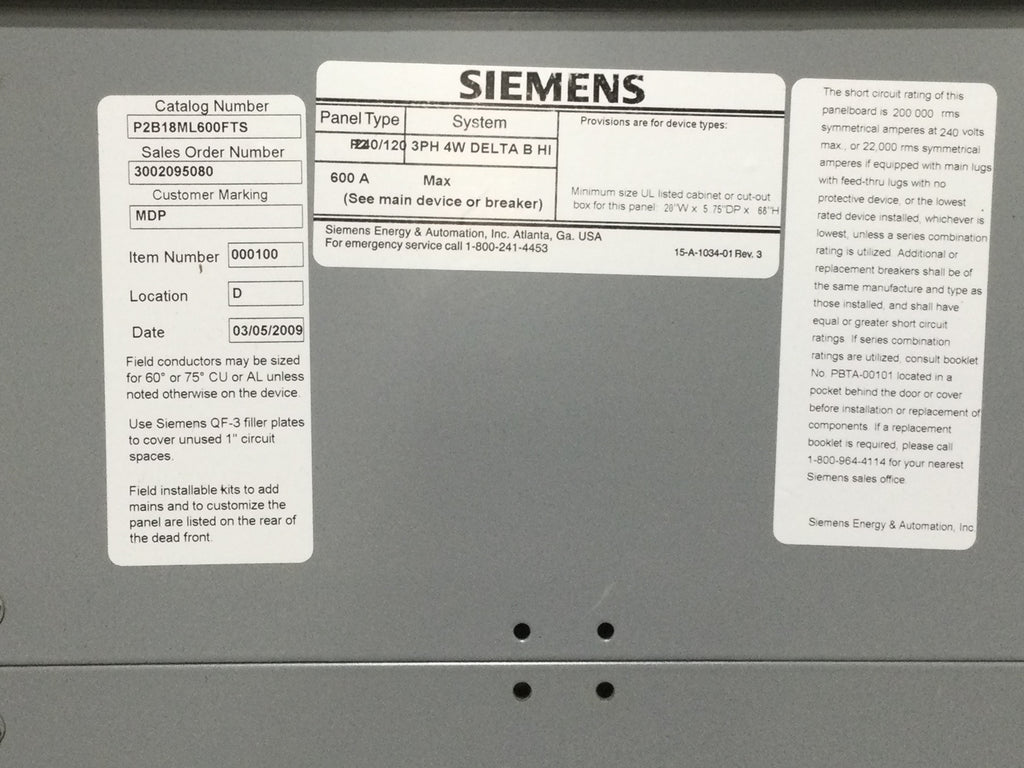 Catalog Number
P2B18ML600FTS
Sales Order Number
3002095080
Customer Marking
MDP
Item Number 000100
Location D
Date 03/05/2009
Field conductors may be sized
for 60° or 75° CU or AL unless
noted otherwise on the device.
Use Siemens QF-3 filler plates
to cover unused 1" circuit
spaces.
Field installable kits to add
mains and to customize the
panel are listed on the rear of
the dead front.
SIEMENS
Panel Type System
240/120 3PH 4W DELTA B HI
600 A Max
(See main device or breaker)
Provisions are for device types:
Minimum size UL listed cabinet or cut-out
box for this panel: 20"W x 5.75"DP x 68"H
Siemens Energy & Automation, Inc. Atlanta, Ga. USA
For emergency service call 1-800-241-4453
15-A-1034-01 Rev. 3
The short circuit rating of this
panelboard is 200 000 rms
symmetrical amperes at 240 volts
max., or 22,000 rms symmetrical
amperes if equipped with main lugs
with feed-thru lugs with no
protective device, or the lowest
rated device installed, whichever is
lowest, unless a series combination
rating is utilized. Additional or
replacement breakers shall be of
the same manufacture and type as
those installed, and shall have
equal or greater short circuit
ratings. If series combination
ratings are utilized, consult booklet
No. PBTA-00101 located in a
pocket behind the door or cover
before installation or replacement of
components. If a replacement
booklet is required, please call
1-800-964-4114 for your nearest
Siemens sales office.
Siemens Energy & Automation, Inc.